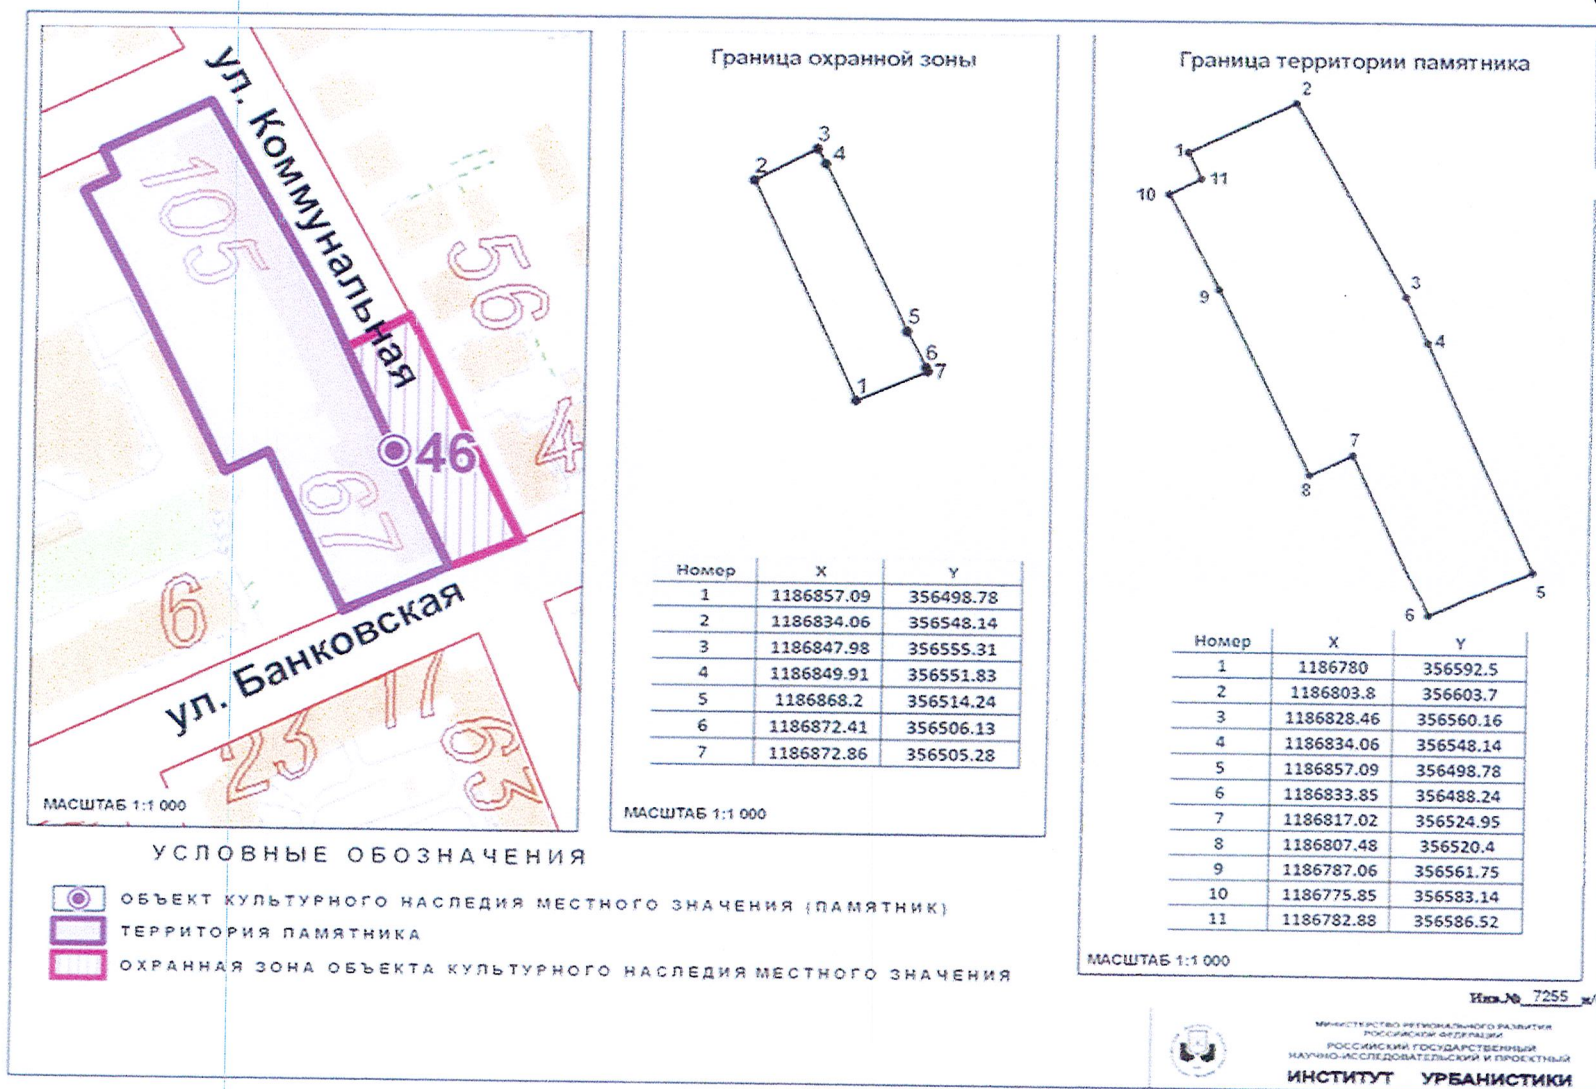 ул. Коммунальная
105
56
46
4
67
6
ул. Банковская
17
23
63
МАСШТАБ 1:1 000
Граница охранной зоны
3
4
2
5
6
7
1
Номер X Y
1 1186857.09 356498.78
2 1186834.06 356548.14
3 1186847.98 356555.31
4 1186849.91 356551.83
5 1186868.2 356514.24
6 1186872.41 356506.13
7 1186872.86 356505.28
МАСШТАБ 1:1 000
Граница территории памятника
2
1
11
10
9
3
4
7
8
5
6
Номер X Y
1 1186780 356592.5
2 1186803.8 356603.7
3 1186828.46 356560.16
4 1186834.06 356548.14
5 1186857.09 356498.78
6 1186833.85 356488.24
7 1186817.02 356524.95
8 1186807.48 356520.4
9 1186787.06 356561.75
10 1186775.85 356583.14
11 1186782.88 356586.52
МАСШТАБ 1:1 000
УСЛОВНЫЕ ОБОЗНАЧЕНИЯ
ОБЪЕКТ КУЛЬТУРНОГО НАСЛЕДИЯ МЕСТНОГО ЗНАЧЕНИЯ (ПАМЯТНИК)
ТЕРРИТОРИЯ ПАМЯТНИКА
ОХРАННАЯ ЗОНА ОБЪЕКТА КУЛЬТУРНОГО НАСЛЕДИЯ МЕСТНОГО ЗНАЧЕНИЯ
Инв.№ 7255 н/
МИНИСТЕРСТВО РЕГИОНАЛЬНОГО РАЗВИТИЯ
РОССИЙСКОЙ ФЕДЕРАЦИИ
РОССИЙСКИЙ ГОСУДАРСТВЕННЫЙ
НАУЧНО-ИССЛЕДОВАТЕЛЬСКИЙ И ПРОЕКТНЫЙ
ИНСТИТУТ УРБАНИСТИКИ